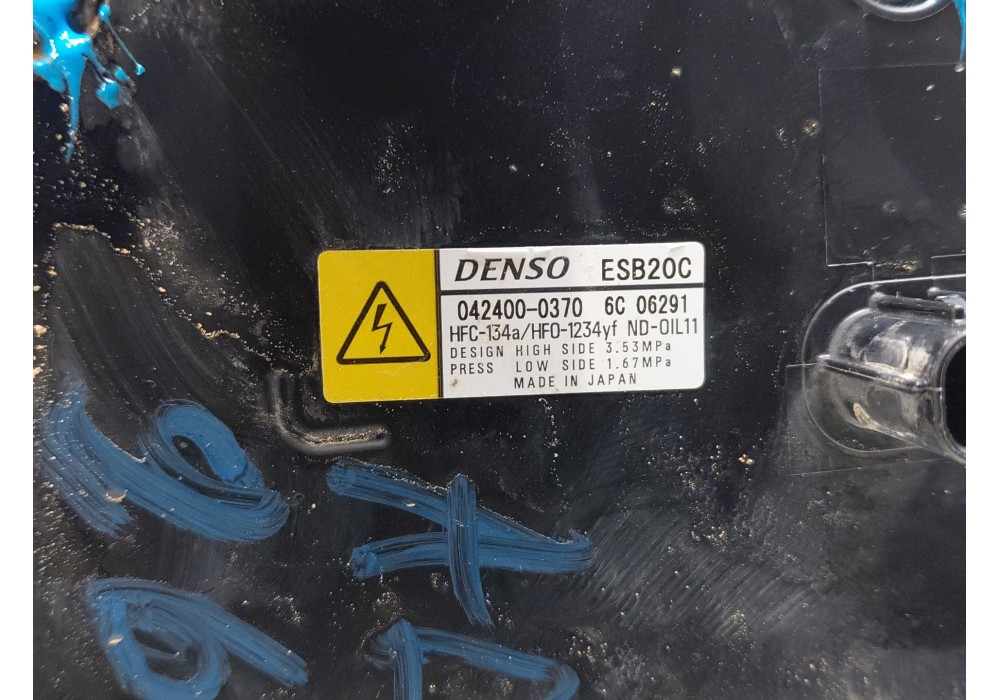 DENSO ESB20C
042400-0370 6C 06291
HFC-134a/HFO-1234yf ND-OIL11
DESIGN HIGH SIDE 3.53MPa
PRESS LOW SIDE 1.67MPa
MADE IN JAPAN